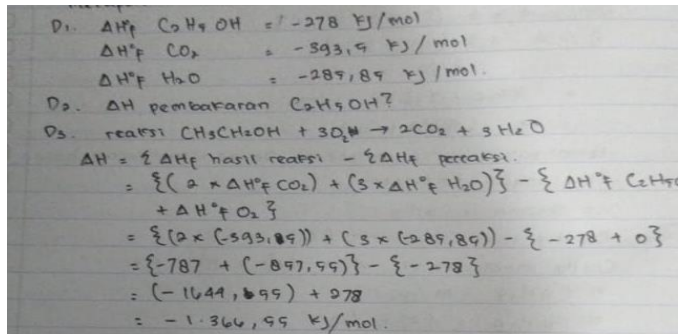 D1. ΔH°f C2H5OH = -278 kJ/mol
ΔH°f CO2 = -393,5 kJ/mol
ΔH°f H2O = -285,85 kJ/mol.
D2. ΔH pembakaran C2H5OH?
D3. reaksi CH3CH2OH + 3O2 → 2CO2 + 3H2O
ΔH = Σ ΔHf hasil reaksi - Σ ΔHf pereaksi.
= {(2 x ΔH°f CO2) + (3 x ΔH°f H2O)} - { ΔH°f C2H5O
+ ΔH°f O2 }
= {(2 x (-393,85)) + (3 x (-285,85)) - { -278 + 0}
= {-787 + (-857,55)} - { -278}
= (-1644,55) + 278
= -1.366,55 kJ/mol.